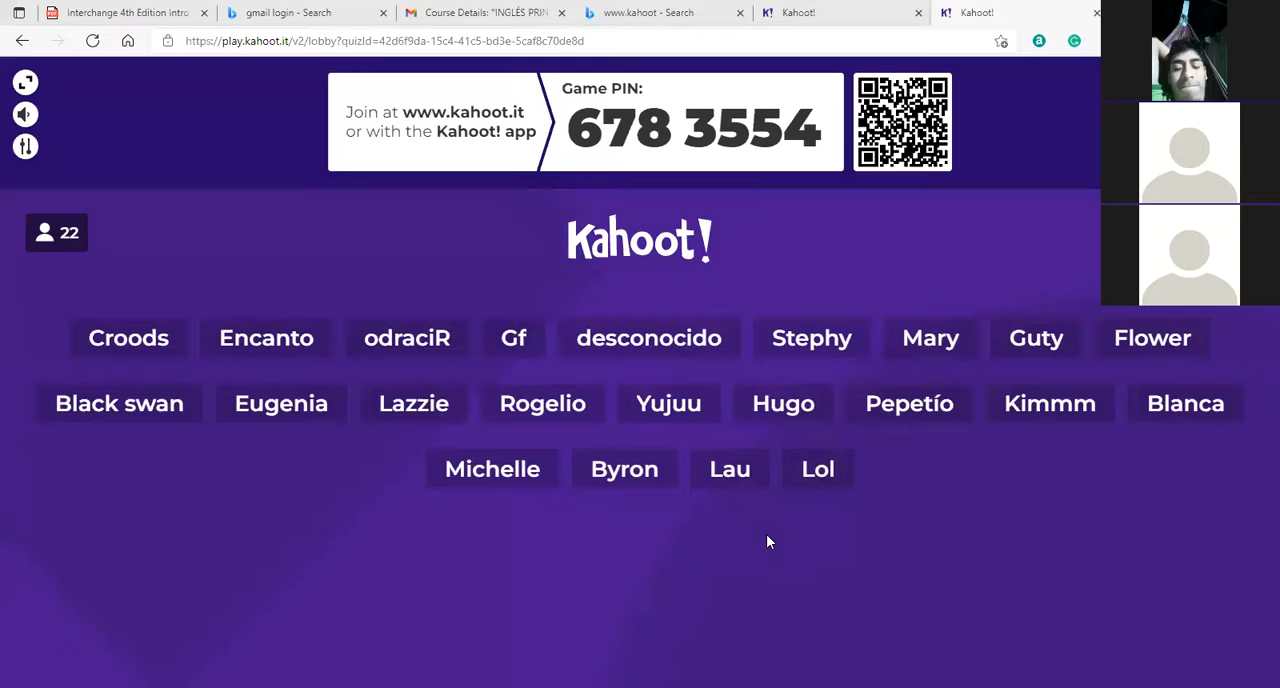 Interchange 4th Edition Intro
gmail login - Search
Course Details: "INGLÉS PRIN
www.kahoot - Search
Kahoot!
Kahoot!
https://play.kahoot.it/v2/lobby?quizId=42d6f9da-15c4-41c5-bd3e-5caf8c70de8d
Join at www.kahoot.it
or with the Kahoot! app
Game PIN:
678 3554
22
Kahoot!
Croods Encanto odraciR Gf desconocido Stephy Mary Guty Flower
Black swan Eugenia Lazzie Rogelio Yujuu Hugo Pepetío Kimmm Blanca
Michelle Byron Lau Lol